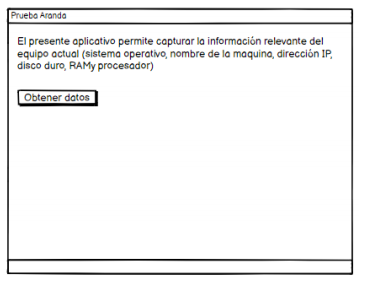 Prueba Aranda
El presente aplicativo permite capturar la información relevante del
equipo actual (sistema operativo, nombre de la maquina, dirección IP,
disco duro, RAMy procesador)
Obtener datos